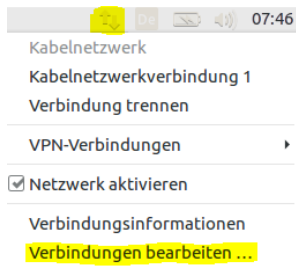 De 07:46
Kabelnetzwerk
Kabelnetzwerkverbindung 1
Verbindung trennen
VPN-Verbindungen
Netzwerk aktivieren
Verbindungsinformationen
Verbindungen bearbeiten ...